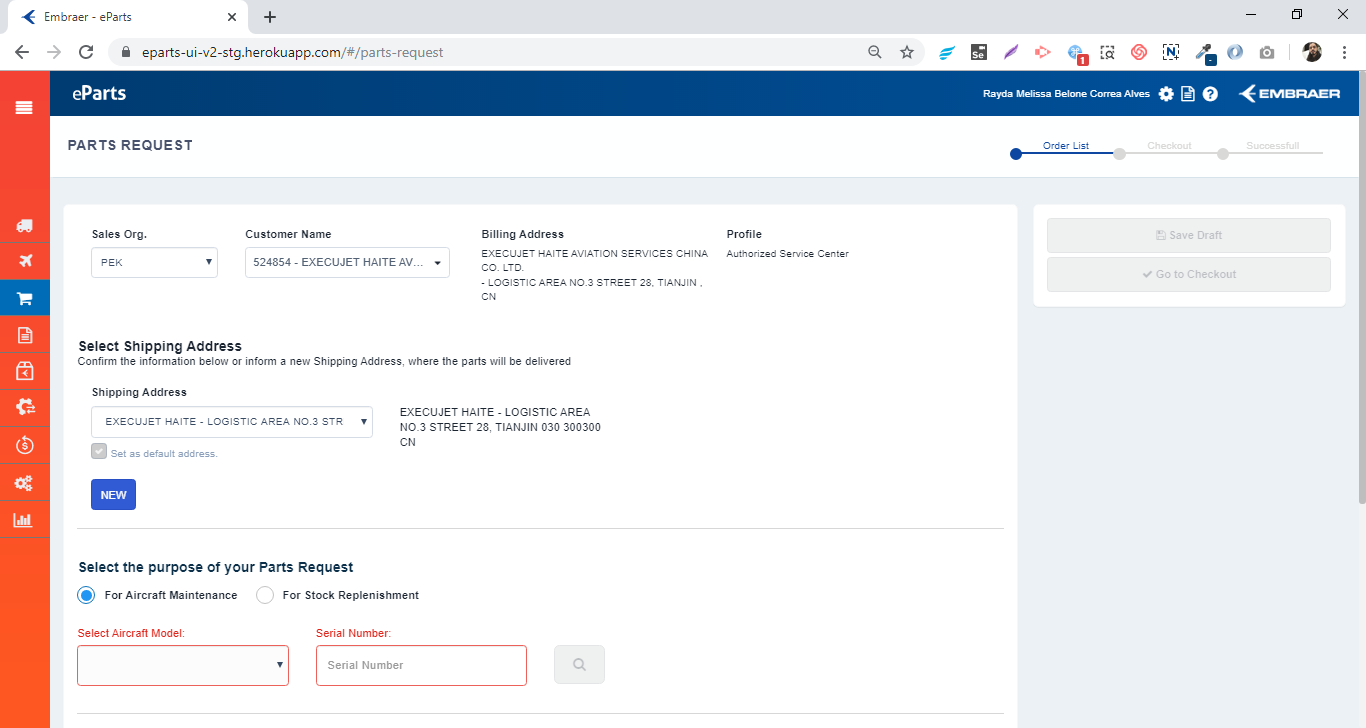 Embraer - eParts
eparts-ui-v2-stg.herokuapp.com/#/parts-request
Se
1
N
eParts
Rayda Melissa Belone Correa Alves
EMBRAER
PARTS REQUEST
Order List
Checkout
Successfull
Sales Org.
Customer Name
Billing Address
Profile
PEK
524854 - EXECUJET HAITE AV...
EXECUJET HAITE AVIATION SERVICES CHINA
CO. LTD.
- LOGISTIC AREA NO.3 STREET 28, TIANJIN ,
CN
Authorized Service Center
Save Draft
Go to Checkout
Select Shipping Address
Confirm the information below or inform a new Shipping Address, where the parts will be delivered
Shipping Address
EXECUJET HAITE - LOGISTIC AREA NO.3 STR
EXECUJET HAITE - LOGISTIC AREA
NO.3 STREET 28, TIANJIN 030 300300
CN
Set as default address.
NEW
Select the purpose of your Parts Request
For Aircraft Maintenance
For Stock Replenishment
Select Aircraft Model:
Serial Number:
Serial Number